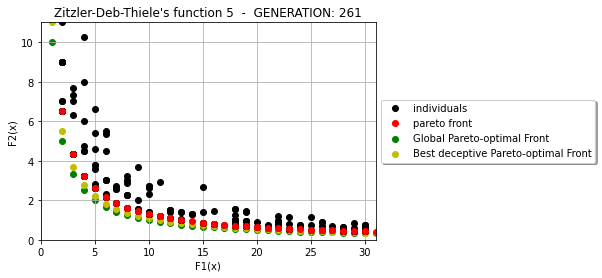 Zitzler-Deb-Thiele's function 5 - GENERATION: 261
10
8
6
4
2
0
F2(x)
0 5 10 15 20 25 30
F1(x)
individuals
pareto front
Global Pareto-optimal Front
Best deceptive Pareto-optimal Front